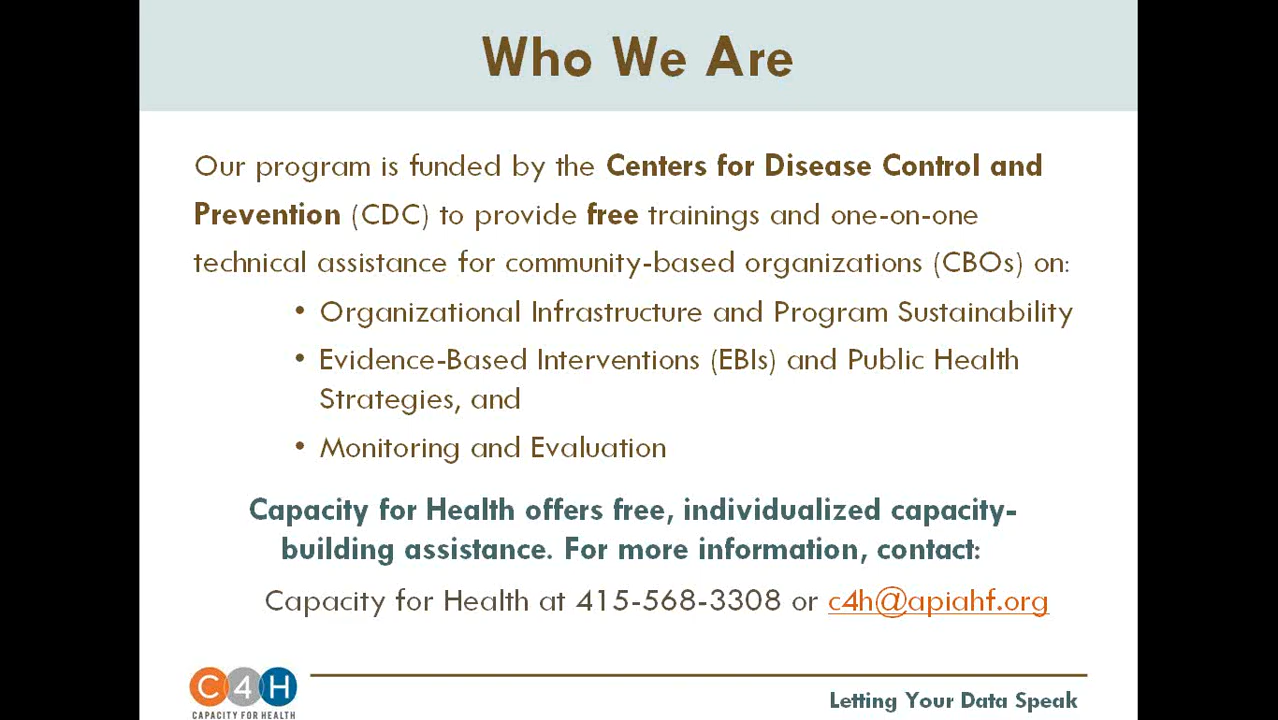 Who We Are
Our program is funded by the Centers for Disease Control and
Prevention (CDC) to provide free trainings and one-on-one
technical assistance for community-based organizations (CBOs) on:
• Organizational Infrastructure and Program Sustainability
• Evidence-Based Interventions (EBIs) and Public Health
Strategies, and
• Monitoring and Evaluation
Capacity for Health offers free, individualized capacity-
building assistance. For more information, contact:
Capacity for Health at 415-568-3308 or c4h@apiahf.org
C4H
CAPACITY FOR HEALTH
Letting Your Data Speak